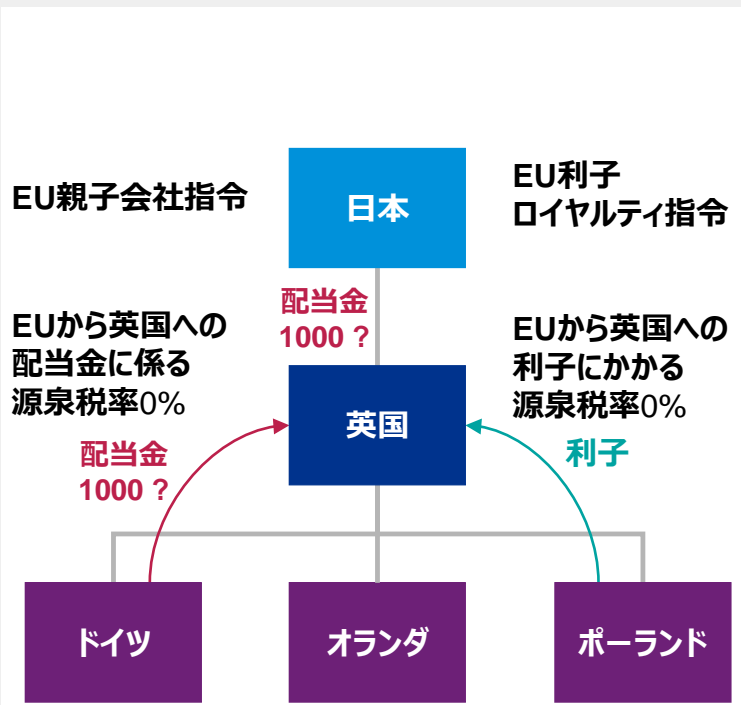 EU親子会社指令
日本
EU利子
ロイヤルティ指令
配当金
1000 ?
EUから英国への
配当金に係る
源泉税率0%
英国
EUから英国への
利子にかかる
源泉税率0%
配当金
1000 ?
利子
ドイツ
オランダ
ポーランド